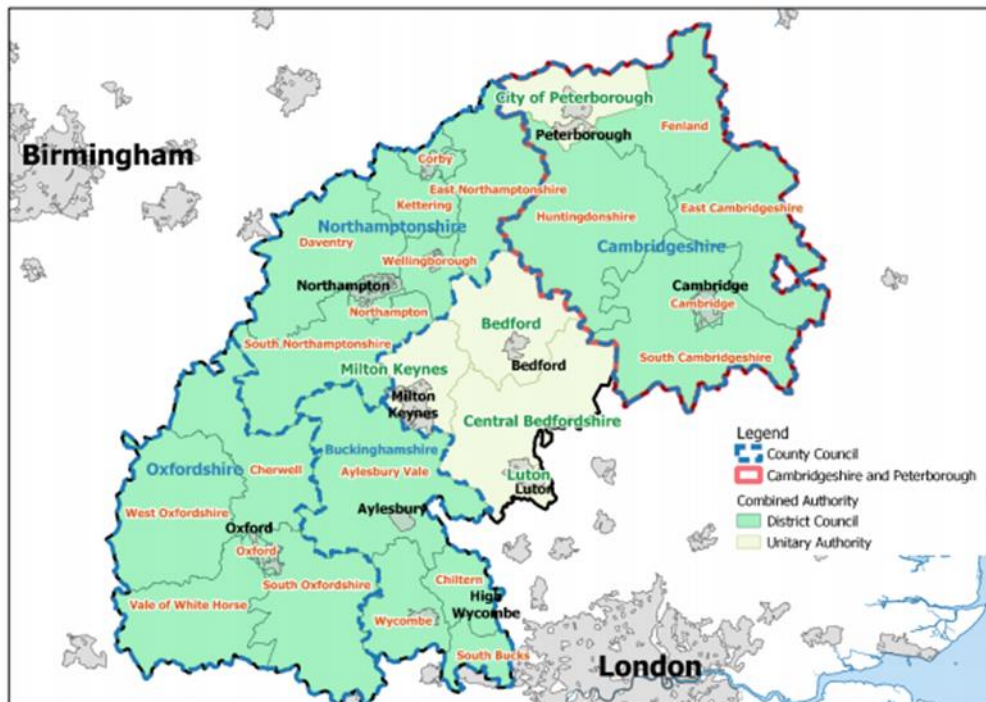 City of Peterborough
Peterborough
Fenland
Birmingham
Corby
East Northamptonshire
Kettering
Huntingdonshire
East Cambridgeshire
Northamptonshire
Daventry
Cambridgeshire
Wellingborough
Northampton
Cambridge
Cambridge
Northampton
Bedford
South Northamptonshire
South Cambridgeshire
Milton Keynes
Bedford
Milton
Keynes
Central Bedfordshire
Legend
Buckinghamshire
County Council
Oxfordshire
Cherwell
Aylesbury Vale
Luton
Cambridgeshire and Peterborough
Luton
Combined Authority
West Oxfordshire
Aylesbury
District Council
Oxford
Unitary Authority
Oxford
South Oxfordshire
Chiltern
High
Wycombe
Vale of White Horse
Wycombe
South Bucks
London